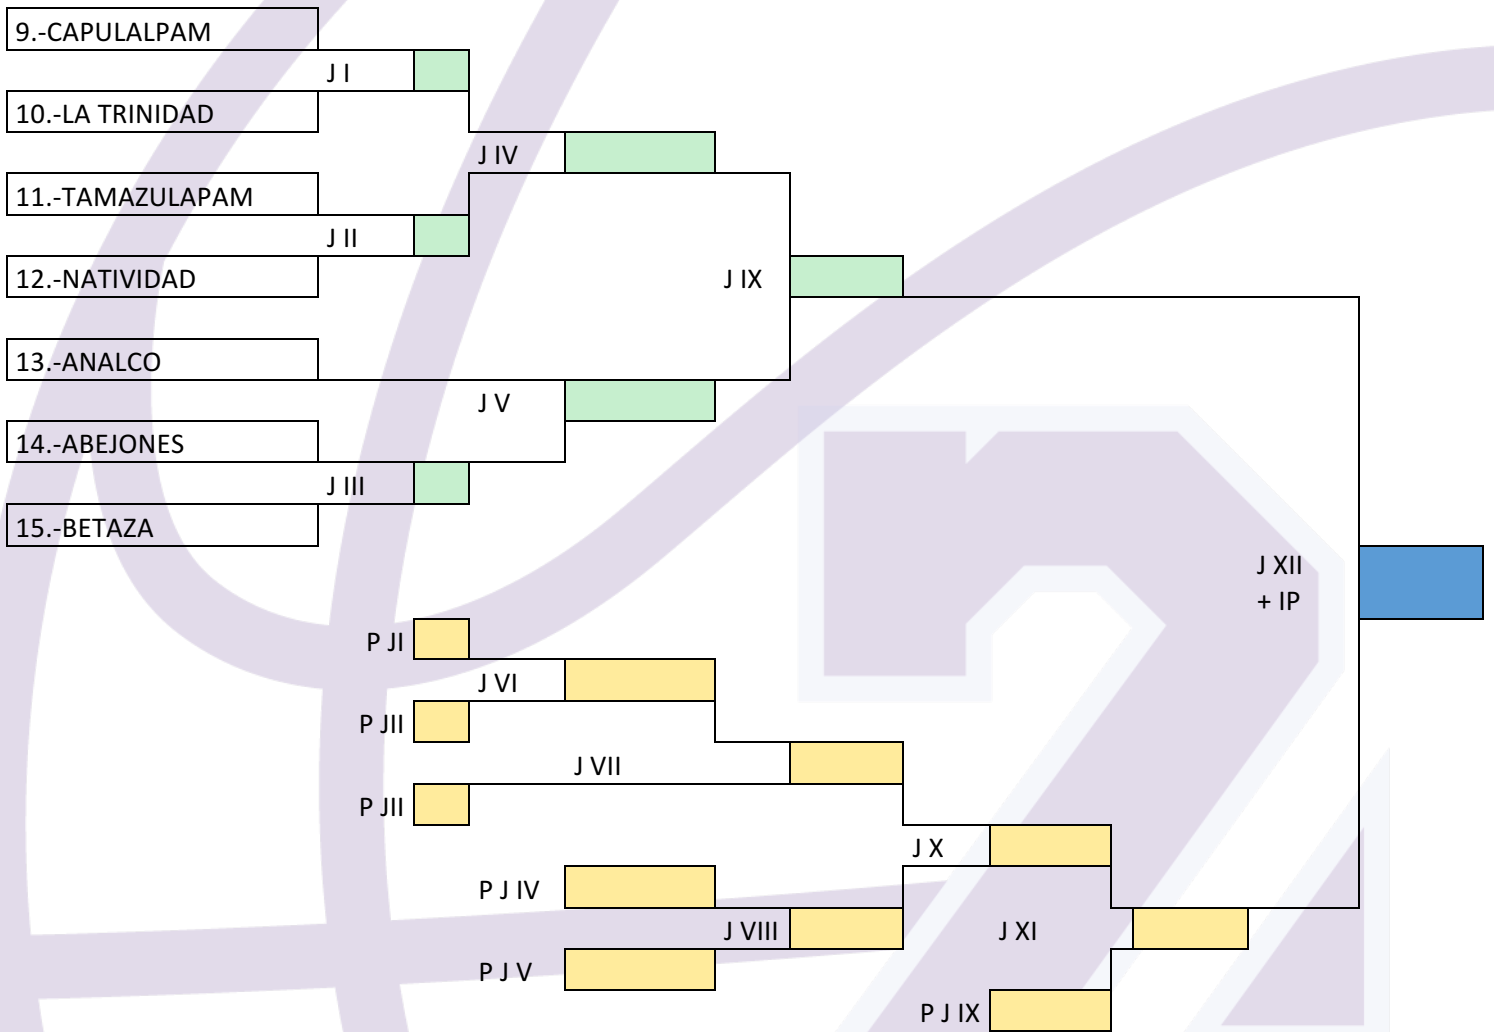 9.-CAPULALPAM
J I
10.-LA TRINIDAD
J IV
11.-TAMAZULAPAM
J II
12.-NATIVIDAD
J IX
13.-ANALCO
J V
14.-ABEJONES
J III
15.-BETAZA
J XII
+ IP
P JI
J VI
P JII
J VII
P JII
J X
P J IV
J VIII
J XI
P J V
P J IX